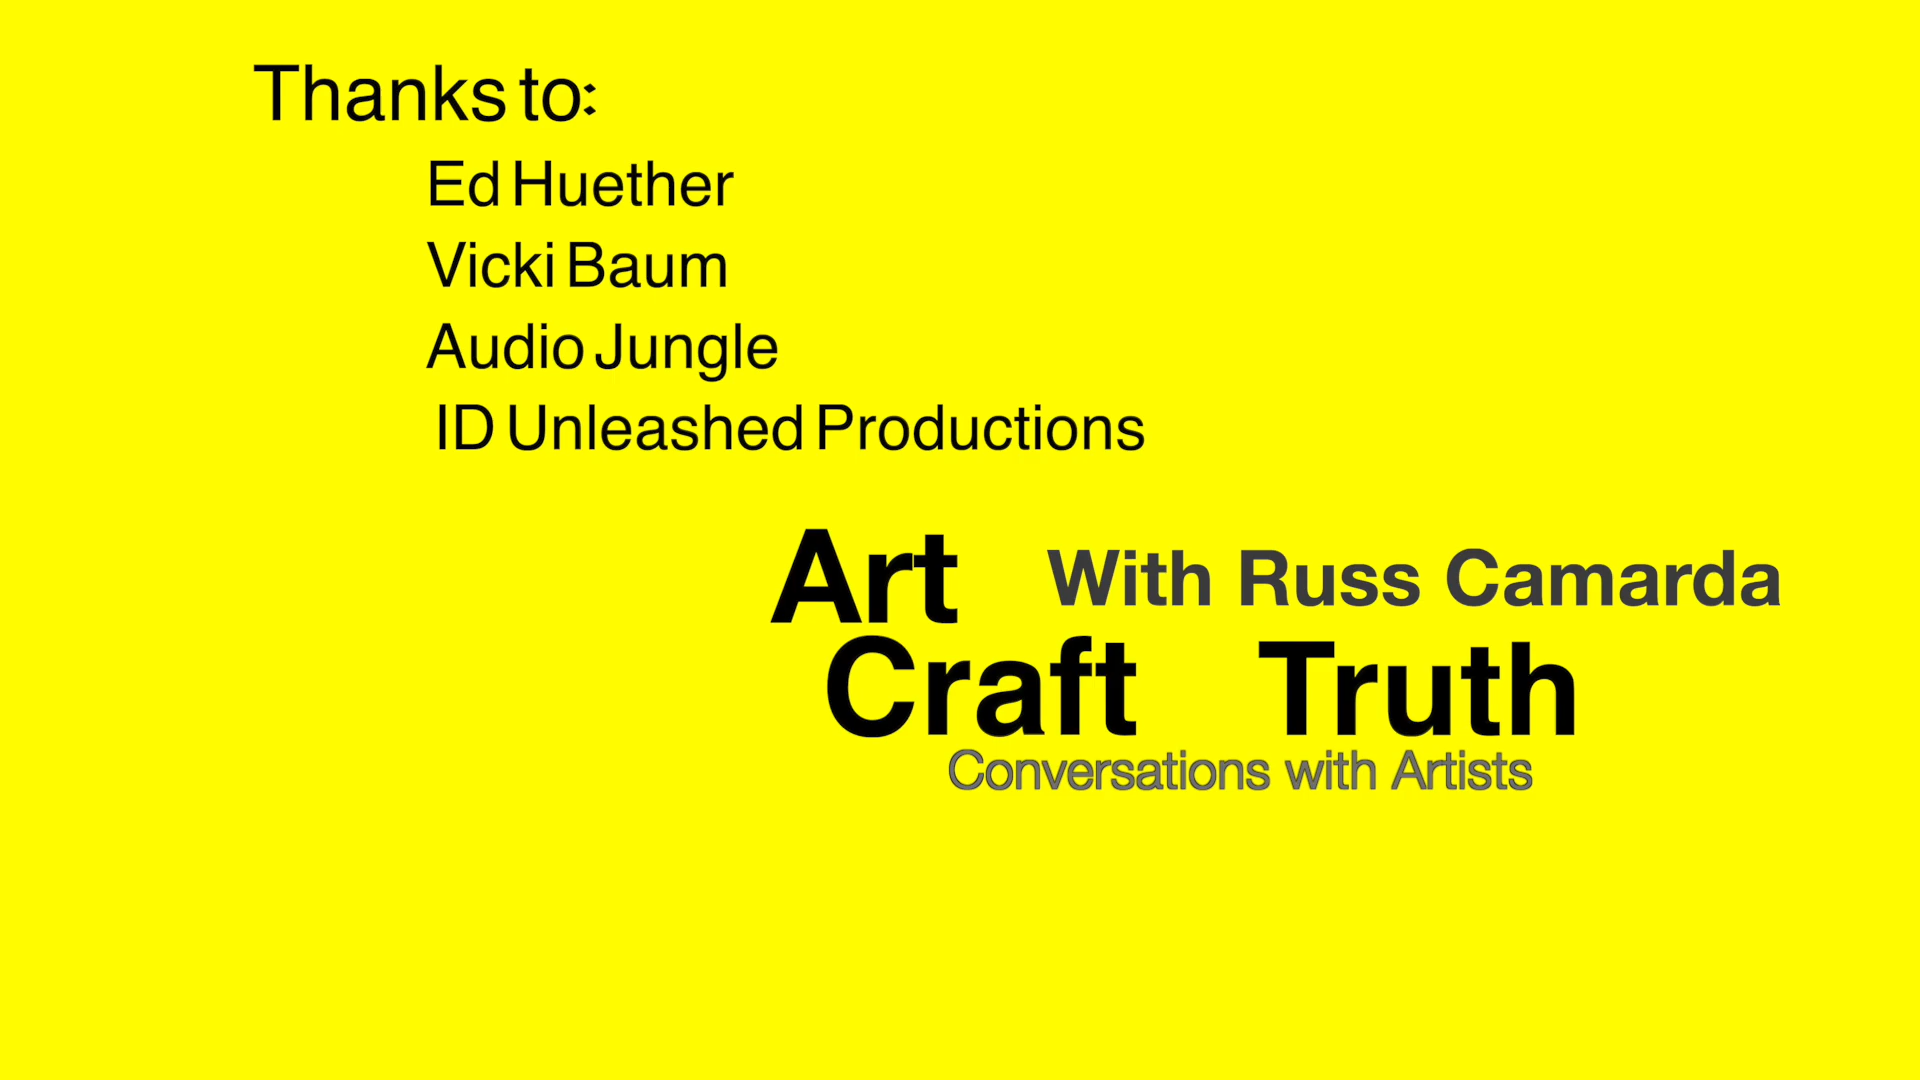 Thanks to:
Ed Huether
Vicki Baum
Audio Jungle
ID Unleashed Productions
Art With Russ Camarda
Craft Truth
Conversations with Artists